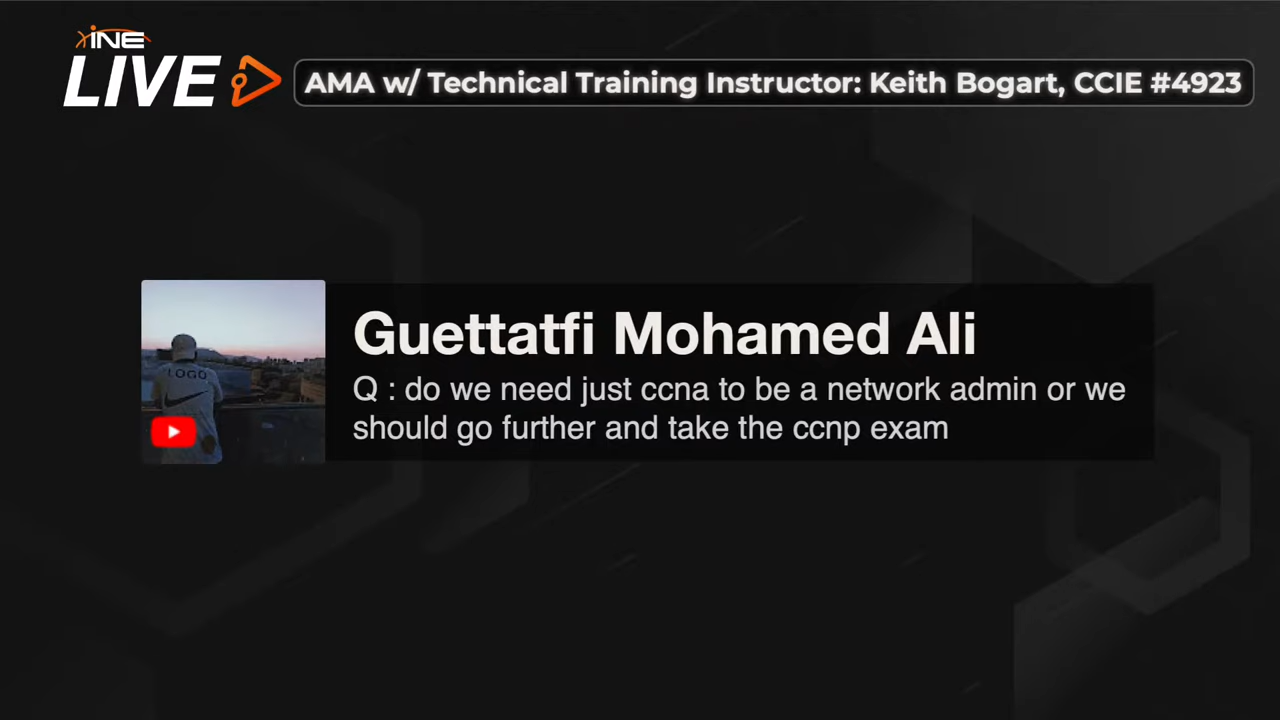 INE
LIVE
AMA w/ Technical Training Instructor: Keith Bogart, CCIE #4923
LOGO
Guettatfi Mohamed Ali
Q : do we need just ccna to be a network admin or we
should go further and take the ccnp exam